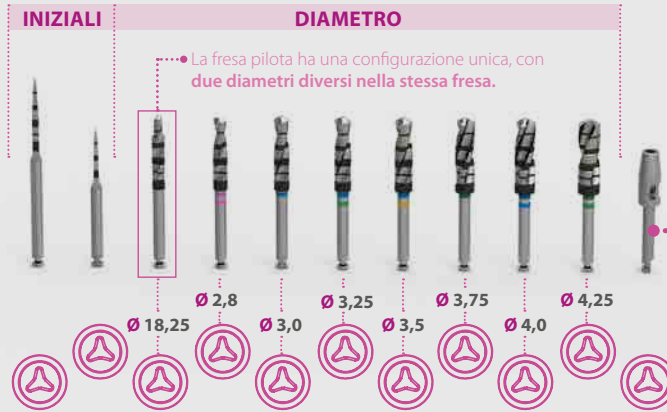 INIZIALI
DIAMETRO
La fresa pilota ha una configurazione unica, con
due diametri diversi nella stessa fresa.
Ø 2,8
Ø 3,25
Ø 3,75
Ø 4,25
Ø 18,25
Ø 3,0
Ø 3,5
Ø 4,0